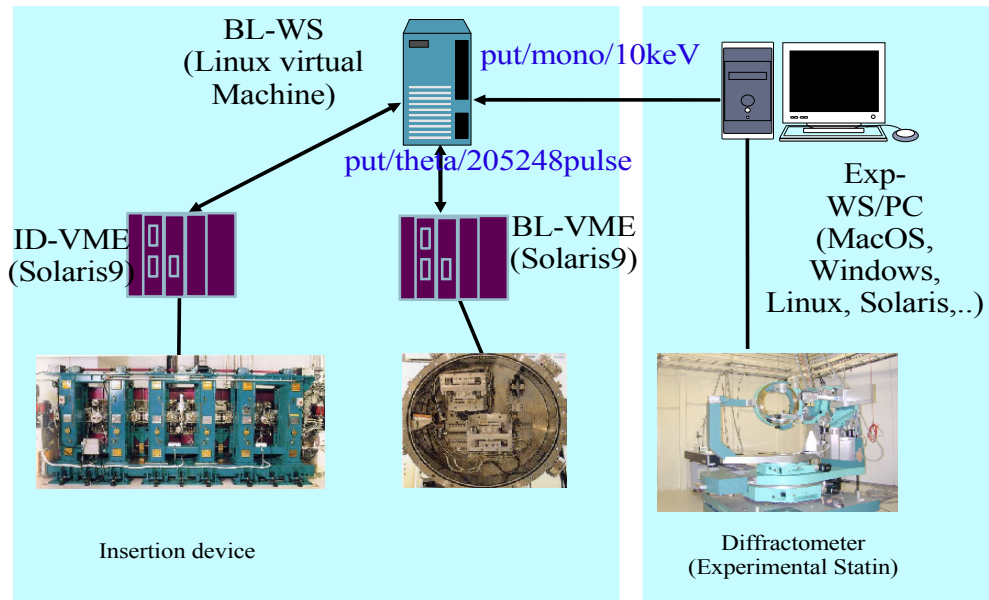 BL-WS
(Linux virtual
Machine)
put/mono/10keV
put/theta/205248pulse
ID-VME
(Solaris9)
BL-VME
(Solaris9)
Exp-
WS/PC
(MacOS,
Windows,
Linux, Solaris,..)
Insertion device
Diffractometer
(Experimental Statin)